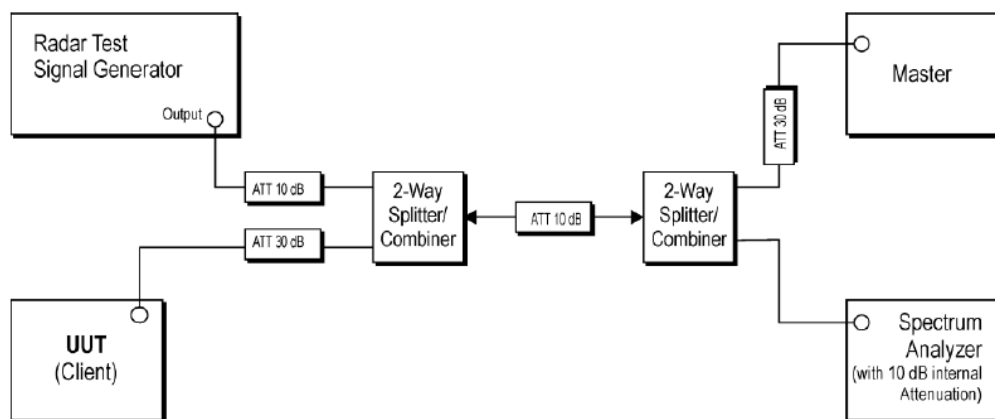 Radar Test
Signal Generator
Output
ATT 10 dB
ATT 30 dB
UUT
(Client)
2-Way
Splitter/
Combiner
ATT 10 dB
2-Way
Splitter/
Combiner
ATT 30 dB
Master
Spectrum
Analyzer
(with 10 dB internal
Attenuation)